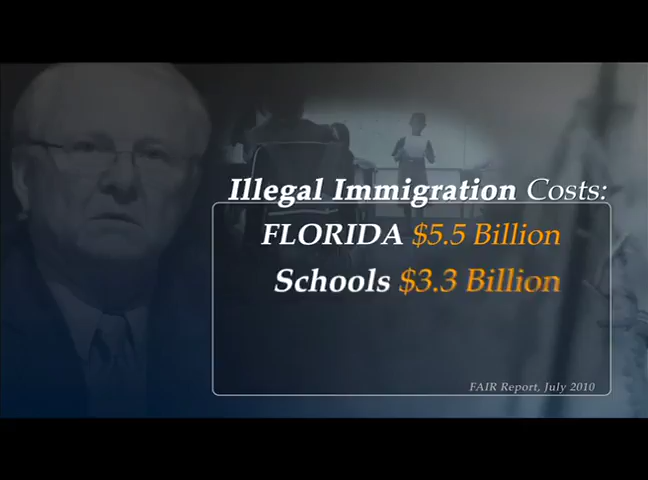 Illegal Immigration Costs:
FLORIDA $5.5 Billion
Schools $3.3 Billion
FAIR Report, July 2010